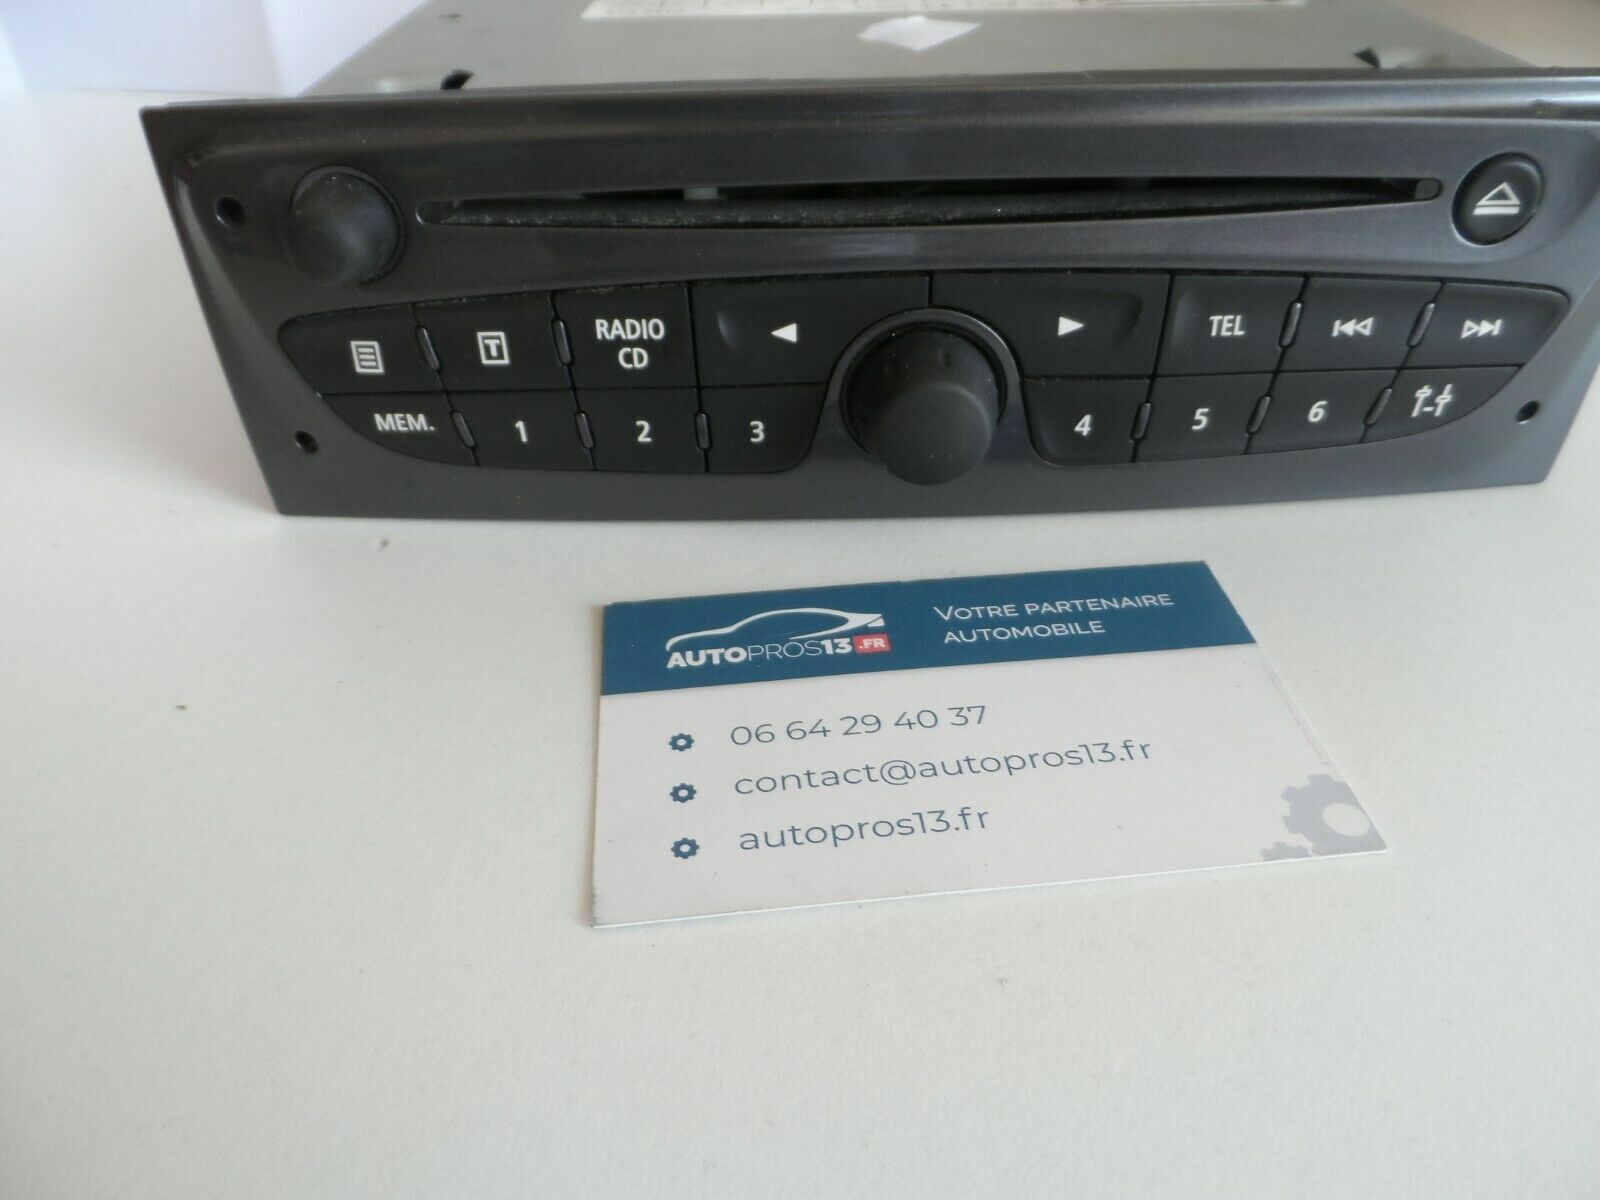 RADIO
CD
TEL
MEM.
1
2
3
4
5
6
T
AUTOPROS13.FR
VOTRE PARTENAIRE
AUTOMOBILE
06 64 29 40 37
contact@autopros13.fr
autopros13.fr